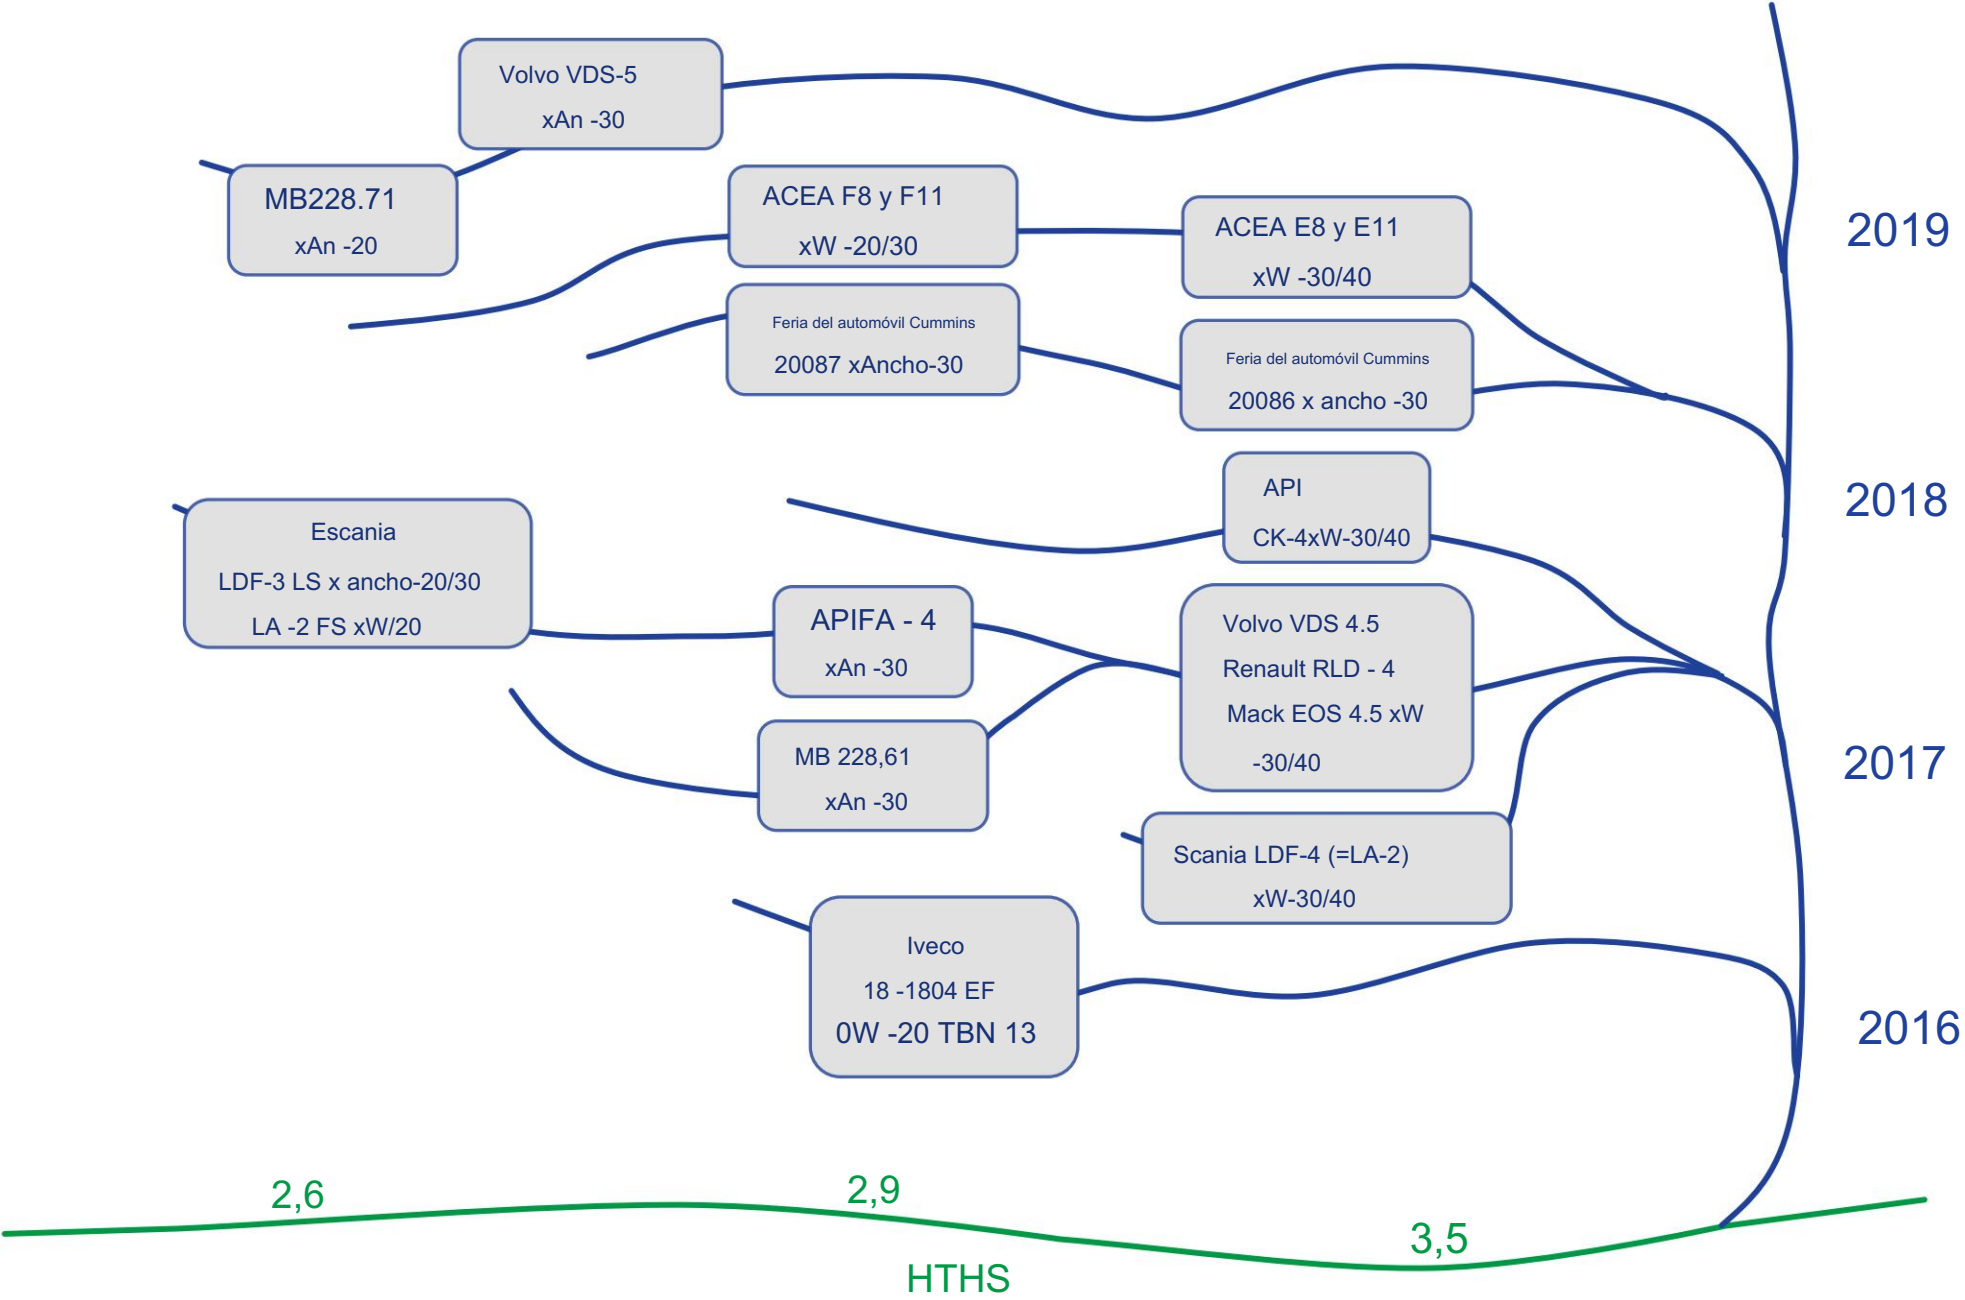 Volvo VDS-5
xAn -30
MB228.71
xAn -20
ACEA F8 y F11
xW -20/30
ACEA E8 y E11
xW -30/40
2019
Feria del automóvil Cummins
20087 xAncho-30
Feria del automóvil Cummins
20086 x ancho -30
API
CK-4xW-30/40
2018
Escania
LDF-3 LS x ancho-20/30
LA -2 FS xW/20
APIFA - 4
xAn -30
Volvo VDS 4.5
Renault RLD - 4
Mack EOS 4.5 xW
-30/40
MB 228,61
xAn -30
2017
Scania LDF-4 (=LA-2)
xW-30/40
Iveco
18 -1804 EF
0W -20 TBN 13
2016
2,6
2,9
3,5
HTHS